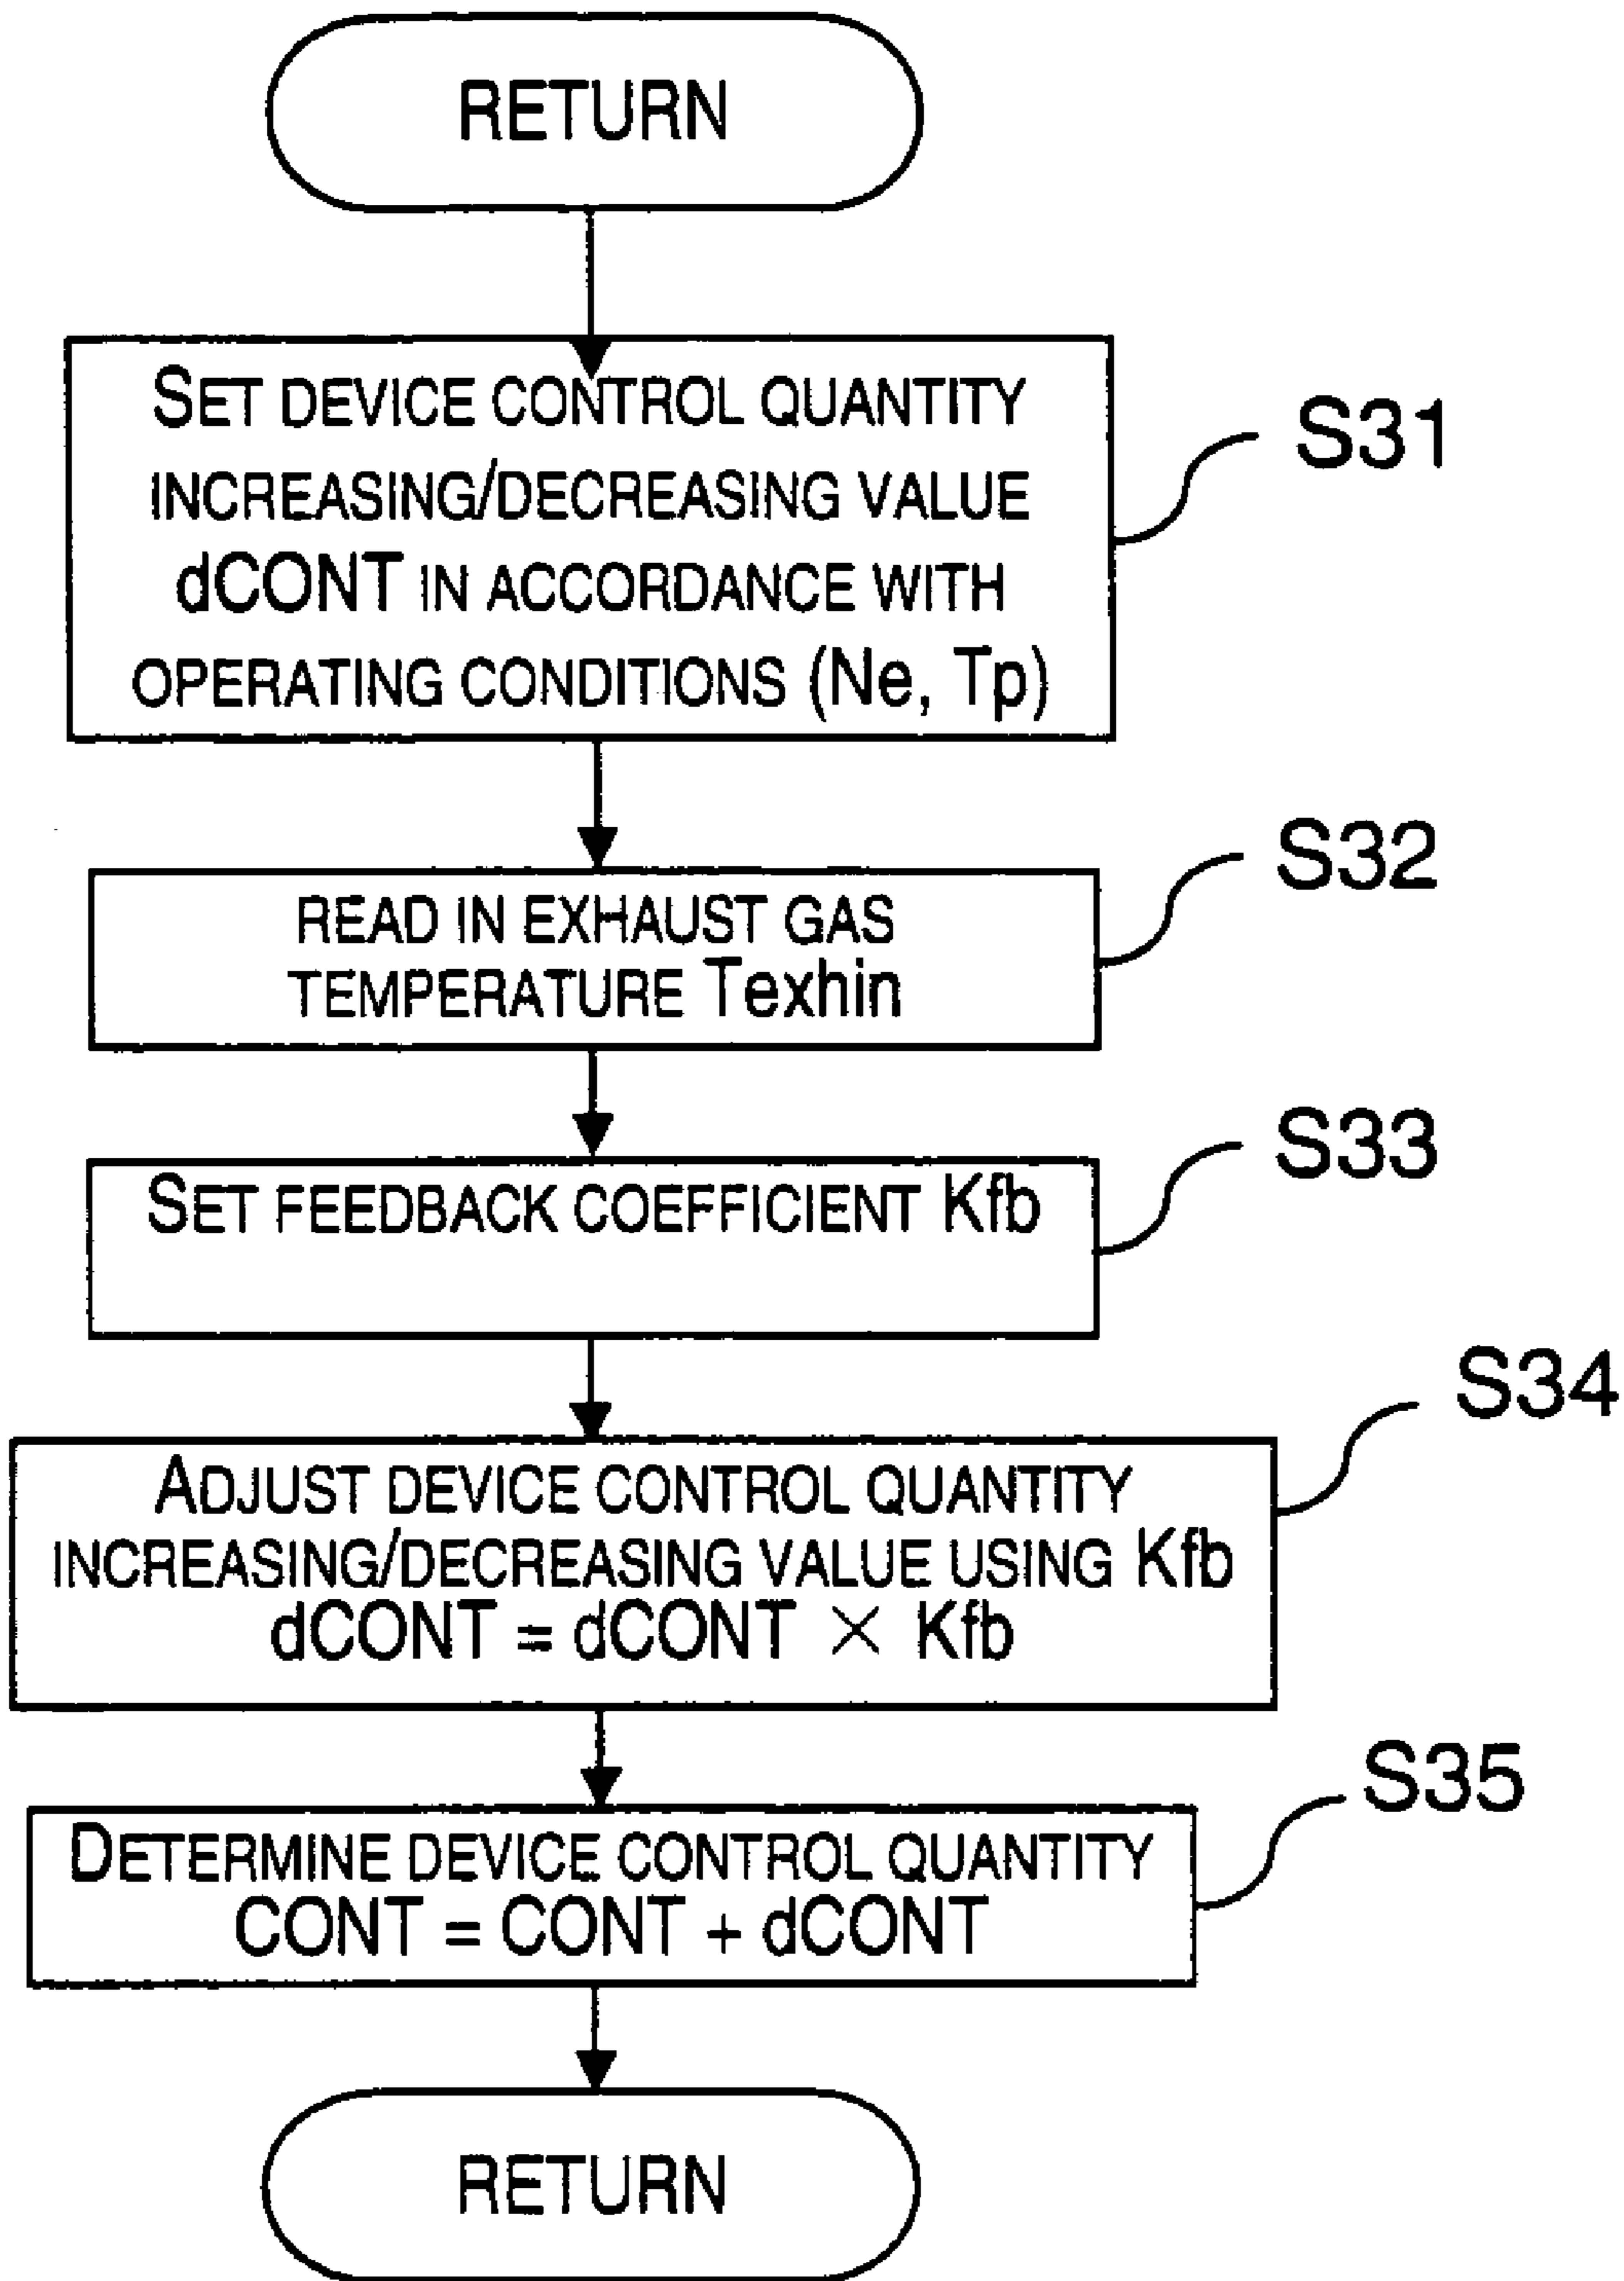 RETURN
SET DEVICE CONTROL QUANTITY
INCREASING/DECREASING VALUE
dCONT IN ACCORDANCE WITH
OPERATING CONDITIONS (Ne, Tp)
S31
READ IN EXHAUST GAS
TEMPERATURE Texhin
S32
SET FEEDBACK COEFFICIENT Kfb
S33
ADJUST DEVICE CONTROL QUANTITY
INCREASING/DECREASING VALUE USING Kfb
dCONT = dCONT × Kfb
S34
DETERMINE DEVICE CONTROL QUANTITY
CONT = CONT + dCONT
S35
RETURN